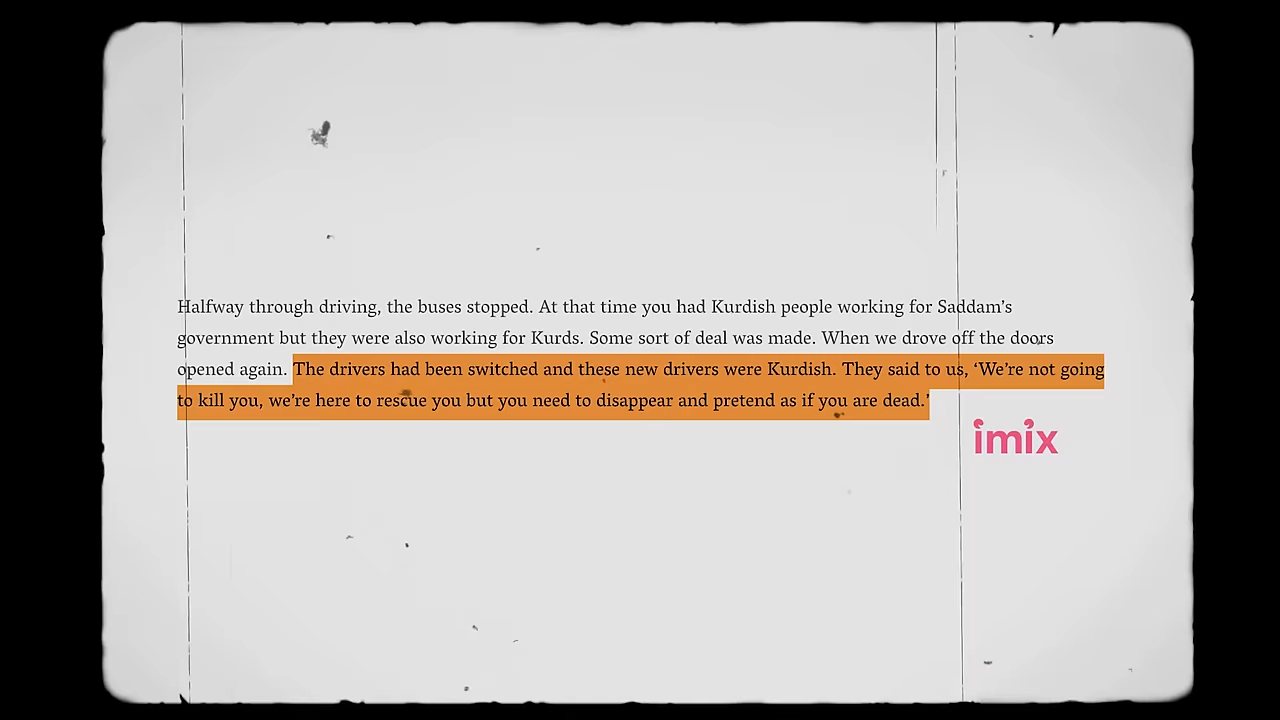 Halfway through driving, the buses stopped. At that time you had Kurdish people working for Saddam’s
government but they were also working for Kurds. Some sort of deal was made. When we drove off the doors
opened again. The drivers had been switched and these new drivers were Kurdish. They said to us, ‘We’re not going
to kill you, we’re here to rescue you but you need to disappear and pretend as if you are dead.’
imix